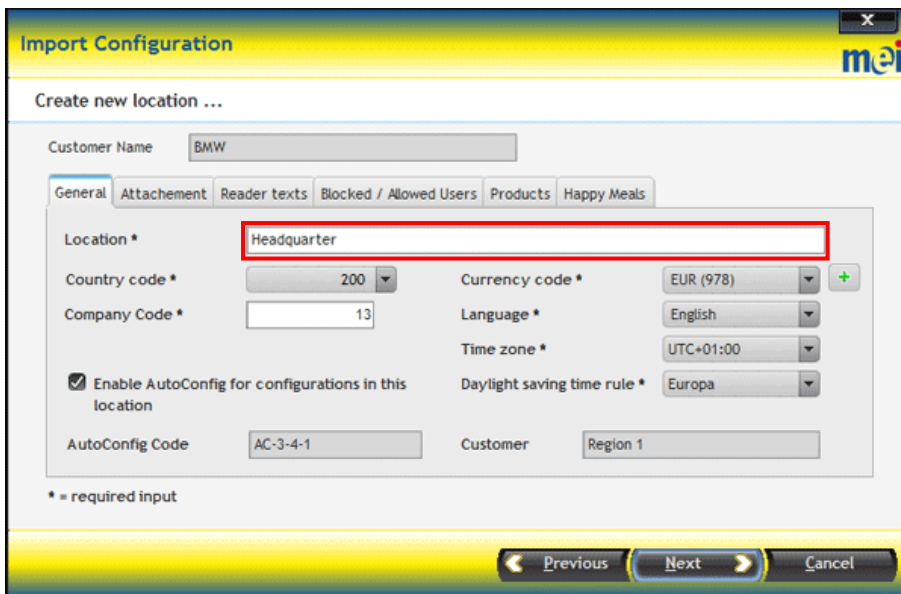 x
Import Configuration
mei
Create new location ...
Customer Name BMW
General Attachement Reader texts Blocked / Allowed Users Products Happy Meals
Location * Headquarter
Country code * 200 Currency code * EUR (978) +
Company Code * 13 Language * English
Time zone * UTC+01:00
Enable AutoConfig for configurations in this Daylight saving time rule * Europa
location
AutoConfig Code AC-3-4-1 Customer Region 1
* = required input
Previous Next Cancel